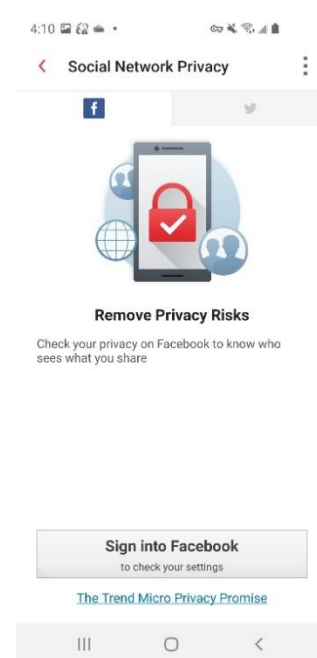 4:10
Social Network Privacy
f
Remove Privacy Risks
Check your privacy on Facebook to know who
sees what you share
Sign into Facebook
to check your settings
The Trend Micro Privacy Promise